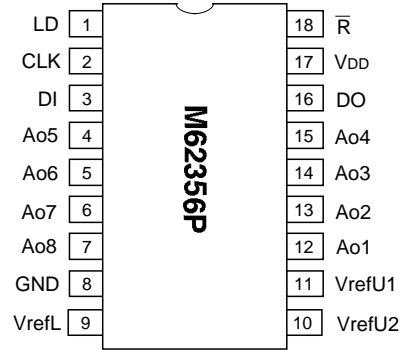 LD 1 18 R̅
CLK 2 17 VDD
DI 3 16 DO
Ao5 4 15 Ao4
Ao6 5 14 Ao3
Ao7 6 13 Ao2
Ao8 7 12 Ao1
GND 8 11 VrefU1
VrefL 9 10 VrefU2
M62356P